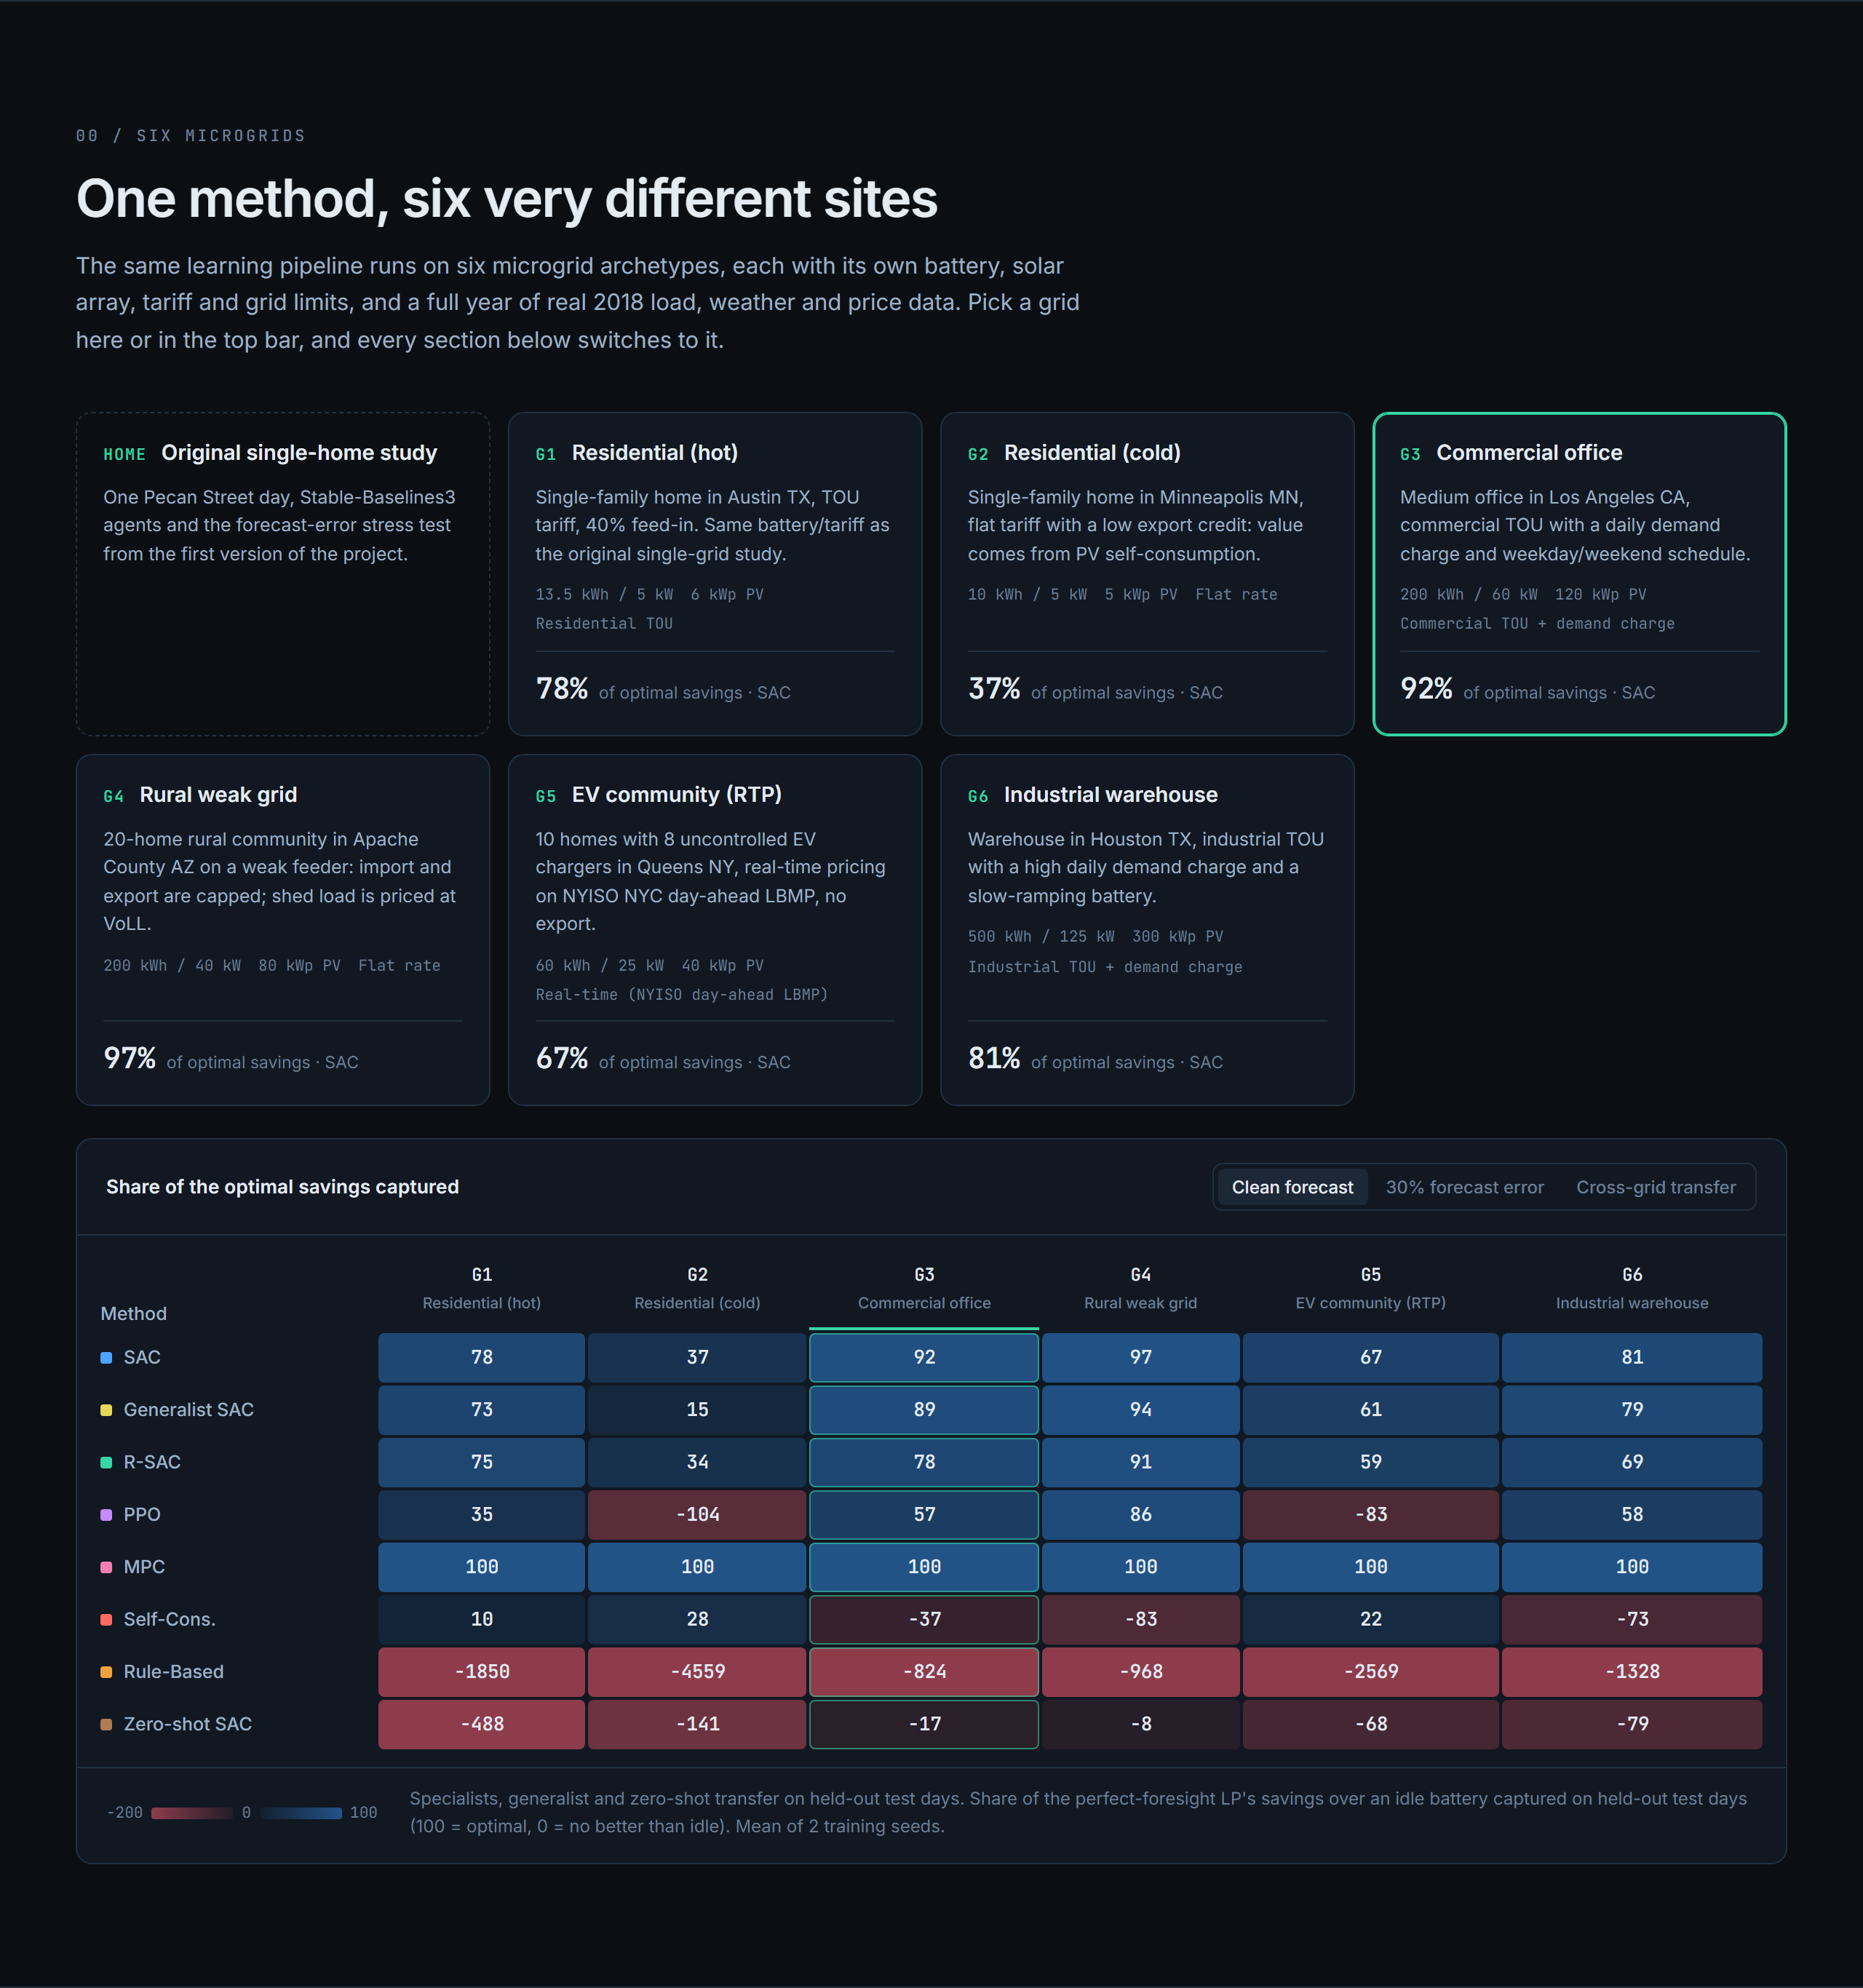 00 / SIX MICROGRIDS
One method, six very different sites
The same learning pipeline runs on six microgrid archetypes, each with its own battery, solar
array, tariff and grid limits, and a full year of real 2018 load, weather and price data. Pick a grid
here or in the top bar, and every section below switches to it.
HOME Original single-home study
One Pecan Street day, Stable-Baselines3
agents and the forecast-error stress test
from the first version of the project.
G1 Residential (hot)
Single-family home in Austin TX, TOU
tariff, 40% feed-in. Same battery/tariff as
the original single-grid study.
13.5 kWh / 5 kW 6 kWp PV
Residential TOU
78% of optimal savings · SAC
G2 Residential (cold)
Single-family home in Minneapolis MN,
flat tariff with a low export credit: value
comes from PV self-consumption.
10 kWh / 5 kW 5 kWp PV Flat rate
37% of optimal savings · SAC
G3 Commercial office
Medium office in Los Angeles CA,
commercial TOU with a daily demand
charge and weekday/weekend schedule.
200 kWh / 60 kW 120 kWp PV
Commercial TOU + demand charge
92% of optimal savings · SAC
G4 Rural weak grid
20-home rural community in Apache
County AZ on a weak feeder: import and
export are capped; shed load is priced at
VoLL.
200 kWh / 40 kW 80 kWp PV Flat rate
97% of optimal savings · SAC
G5 EV community (RTP)
10 homes with 8 uncontrolled EV
chargers in Queens NY, real-time pricing
on NYISO NYC day-ahead LBMP, no
export.
60 kWh / 25 kW 40 kWp PV
Real-time (NYISO day-ahead LBMP)
67% of optimal savings · SAC
G6 Industrial warehouse
Warehouse in Houston TX, industrial TOU
with a high daily demand charge and a
slow-ramping battery.
500 kWh / 125 kW 300 kWp PV
Industrial TOU + demand charge
81% of optimal savings · SAC
Share of the optimal savings captured
Clean forecast 30% forecast error Cross-grid transfer
G1 G2 G3 G4 G5 G6
Residential (hot) Residential (cold) Commercial office Rural weak grid EV community (RTP) Industrial warehouse
Method
SAC 78 37 92 97 67 81
Generalist SAC 73 15 89 94 61 79
R-SAC 75 34 78 91 59 69
PPO 35 -104 57 86 -83 58
MPC 100 100 100 100 100 100
Self-Cons. 10 28 -37 -83 22 -73
Rule-Based -1850 -4559 -824 -968 -2569 -1328
Zero-shot SAC -488 -141 -17 -8 -68 -79
-200 0 100
Specialists, generalist and zero-shot transfer on held-out test days. Share of the perfect-foresight LP's savings over an idle battery captured on held-out test days
(100 = optimal, 0 = no better than idle). Mean of 2 training seeds.